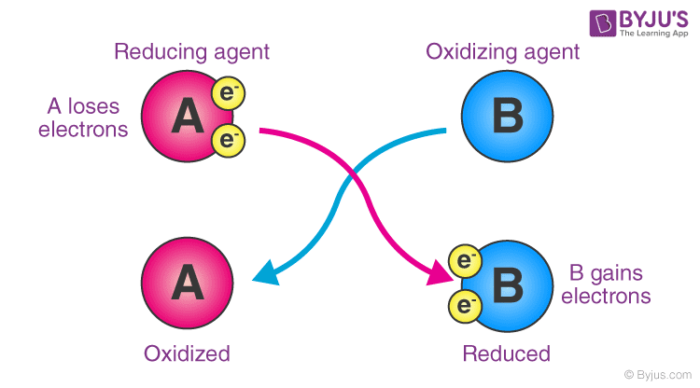 BYJU'S
The Learning App
Reducing agent
Oxidizing agent
A loses
electrons
A
e-
e-
B
A
e-
e-
B
B gains
electrons
Oxidized
Reduced
© Byjus.com